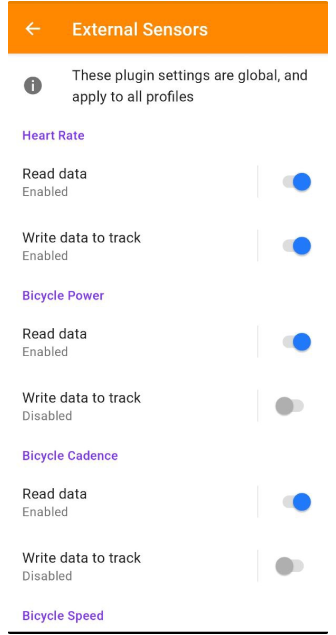 External Sensors
These plugin settings are global, and
apply to all profiles
Heart Rate
Read data
Enabled
Write data to track
Enabled
Bicycle Power
Read data
Enabled
Write data to track
Disabled
Bicycle Cadence
Read data
Enabled
Write data to track
Disabled
Bicycle Speed